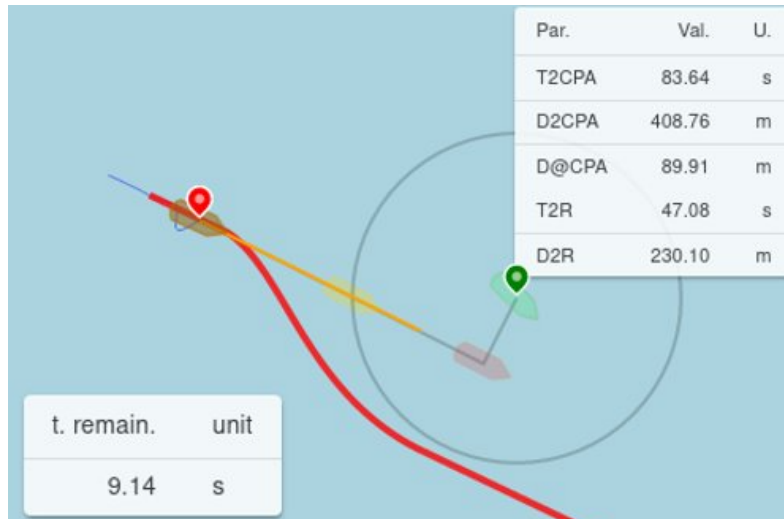 Par. Val. U.
T2CPA 83.64 s
D2CPA 408.76 m
D@CPA 89.91 m
T2R 47.08 s
D2R 230.10 m
t. remain. unit
9.14 s